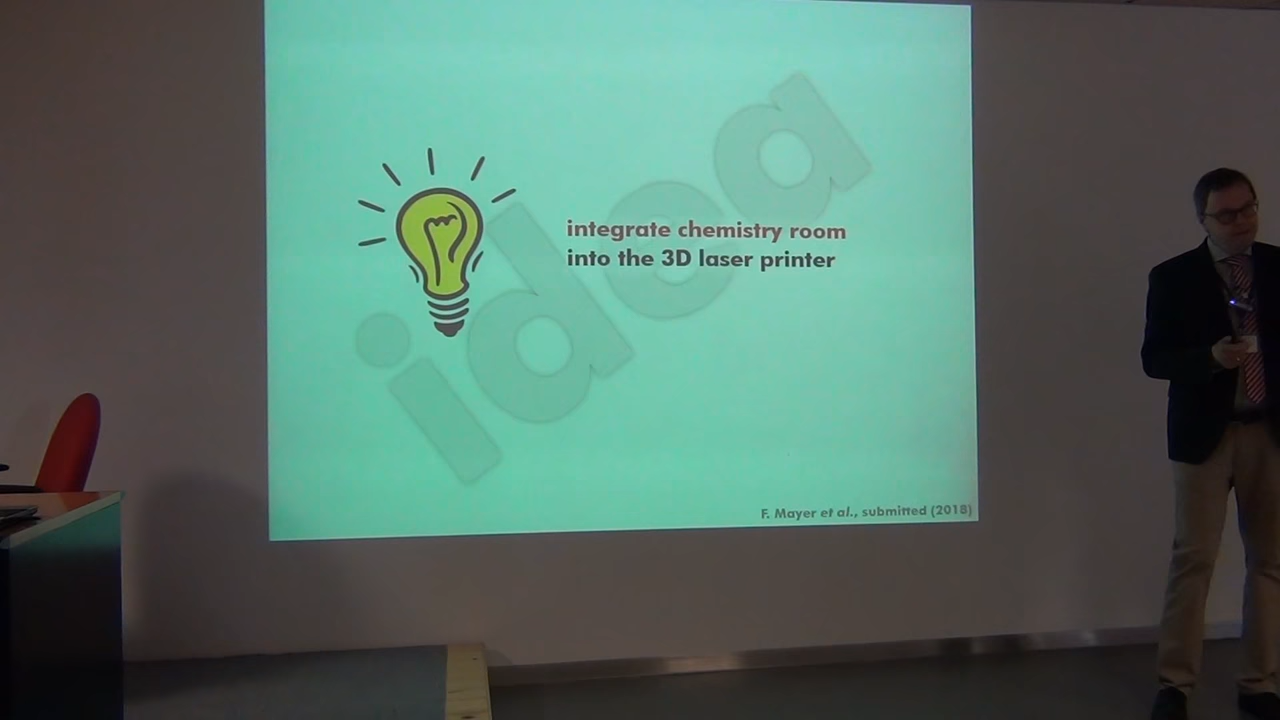 idea
integrate chemistry room
into the 3D laser printer
F. Mayer et al., submitted (2018)